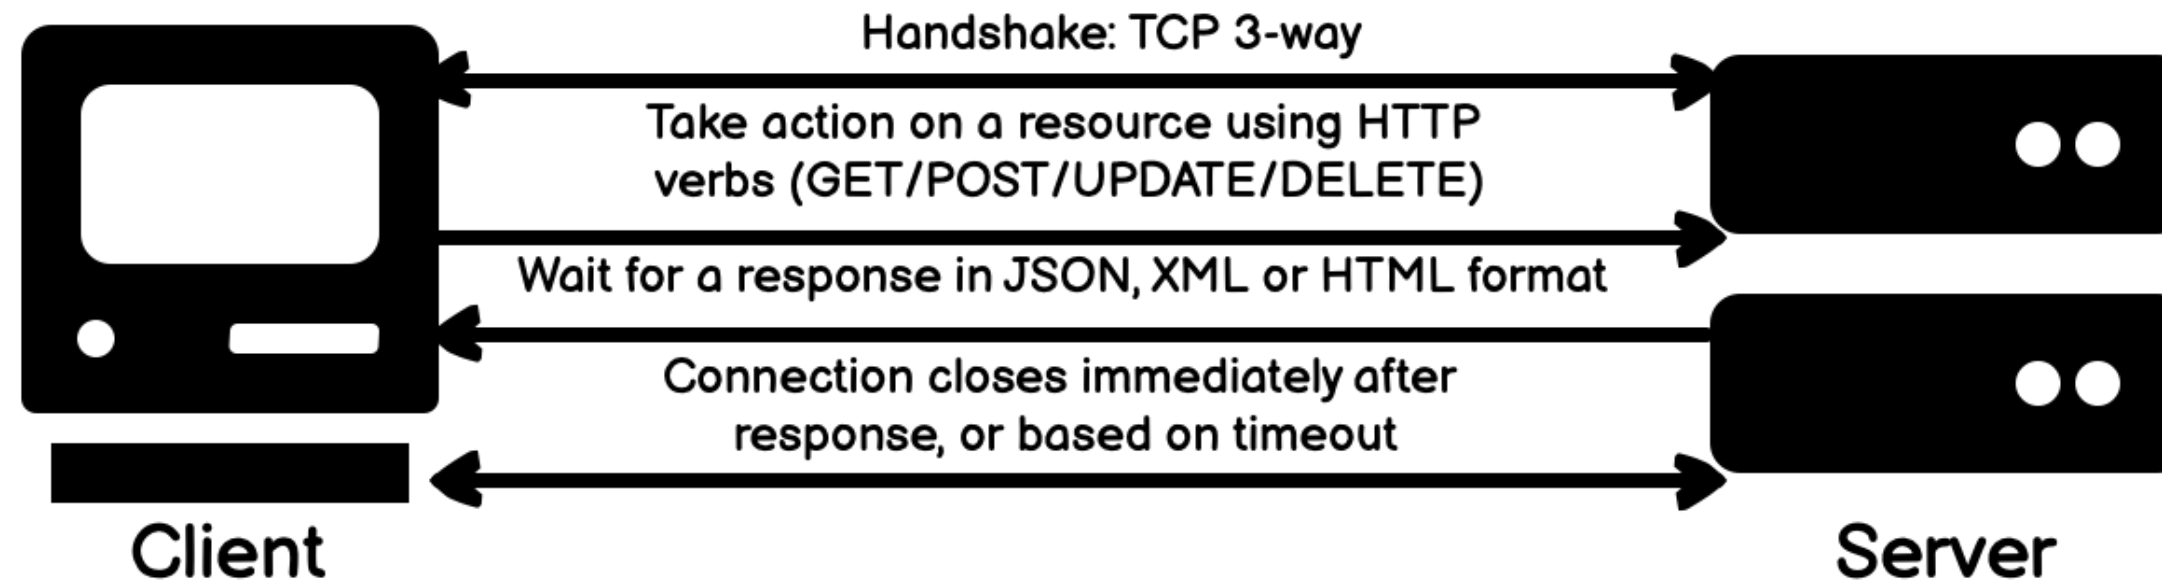 Handshake: TCP 3-way
Take action on a resource using HTTP
verbs (GET/POST/UPDATE/DELETE)
Wait for a response in JSON, XML or HTML format
Connection closes immediately after
response, or based on timeout
Client
Server